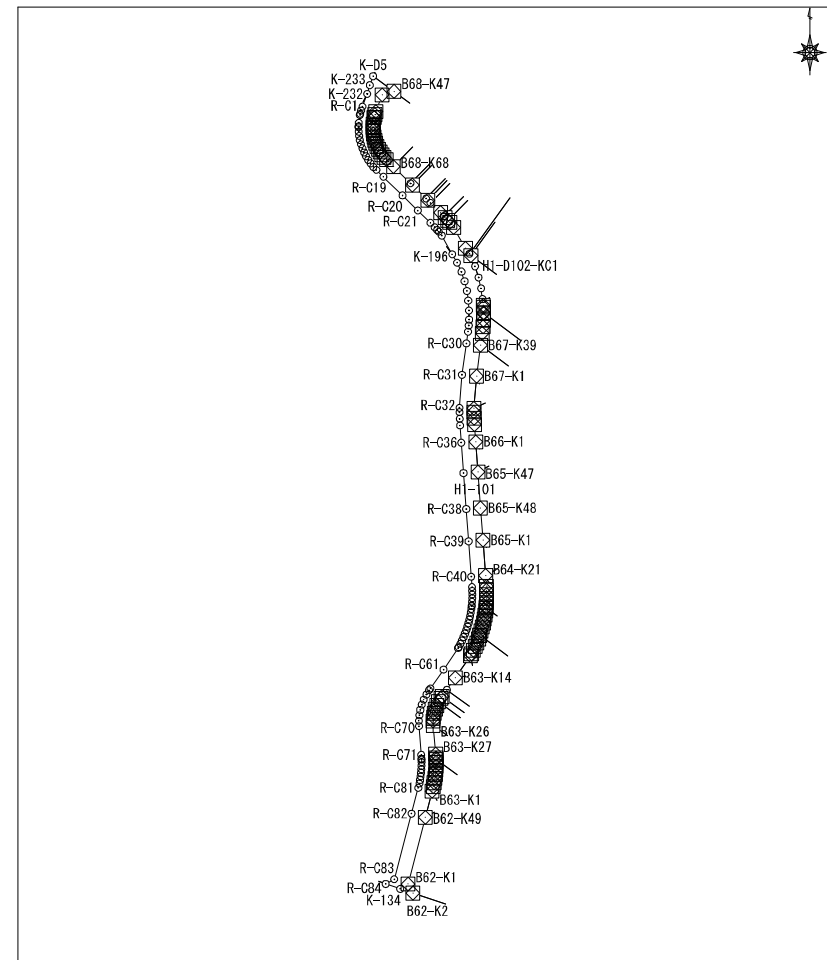 K-D5
K-233
B68-K47
K-232
R-C1
B68-K68
R-C19
R-C20
R-C21
K-196
H1-D102-KC1
R-C30
B67-K39
R-C31
B67-K1
R-C32
R-C36
B66-K1
B65-K47
H1-101
R-C38
B65-K48
R-C39
B65-K1
R-C40
B64-K21
R-C61
B63-K14
R-C70
B63-K26
R-C71
B63-K27
R-C81
B63-K1
R-C82
B62-K49
R-C83
B62-K1
R-C84
K-134
B62-K2